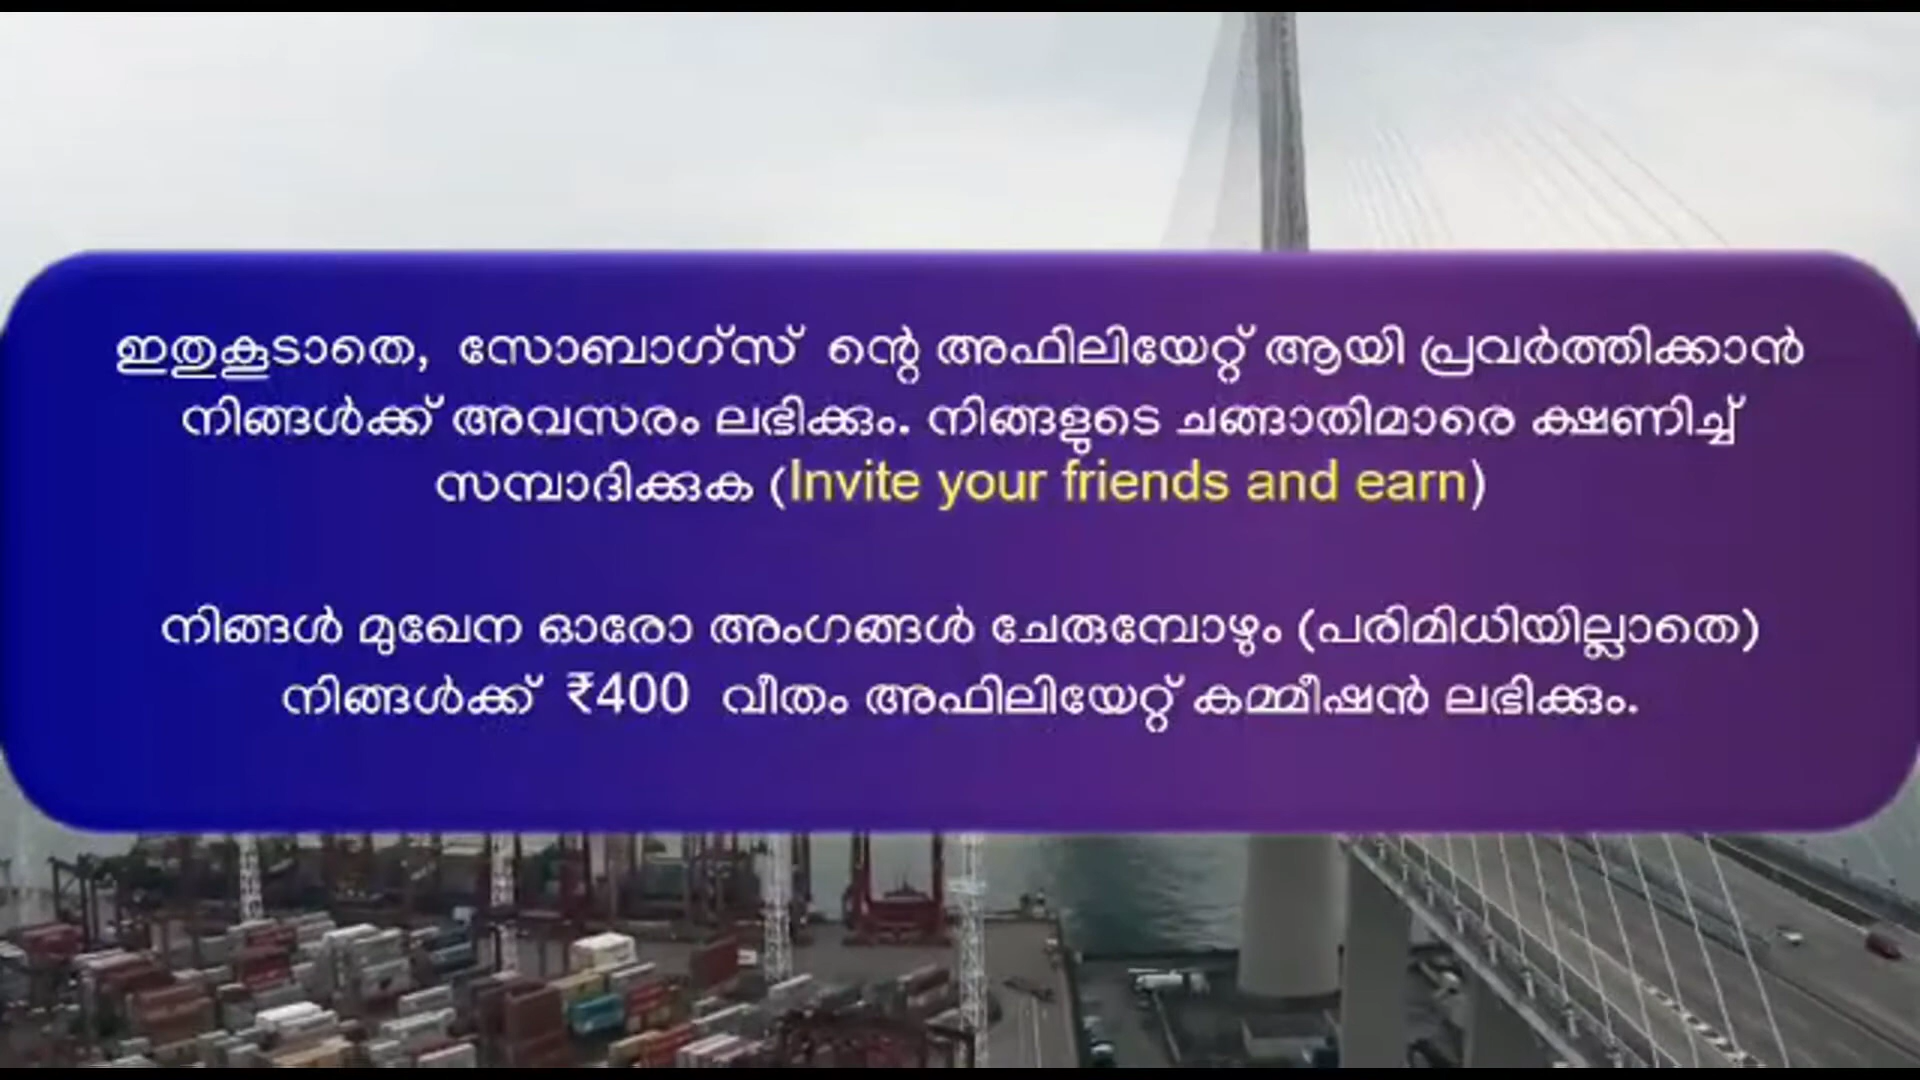 ഇതുകൂടാതെ, സോബാഗ്സ് ന്റെ അഫിലിയേറ്റ് ആയി പ്രവർത്തിക്കാൻ
നിങ്ങൾക്ക് അവസരം ലഭിക്കും. നിങ്ങളുടെ ചങ്ങാതിമാരെ ക്ഷണിച്ച്
സമ്പാദിക്കുക (Invite your friends and earn)
നിങ്ങൾ മുഖേന ഓരോ അംഗങ്ങൾ ചേരുമ്പോഴും (പരിമിധിയില്ലാതെ)
നിങ്ങൾക്ക് ₹400 വീതം അഫിലിയേറ്റ് കമ്മീഷൻ ലഭിക്കും.